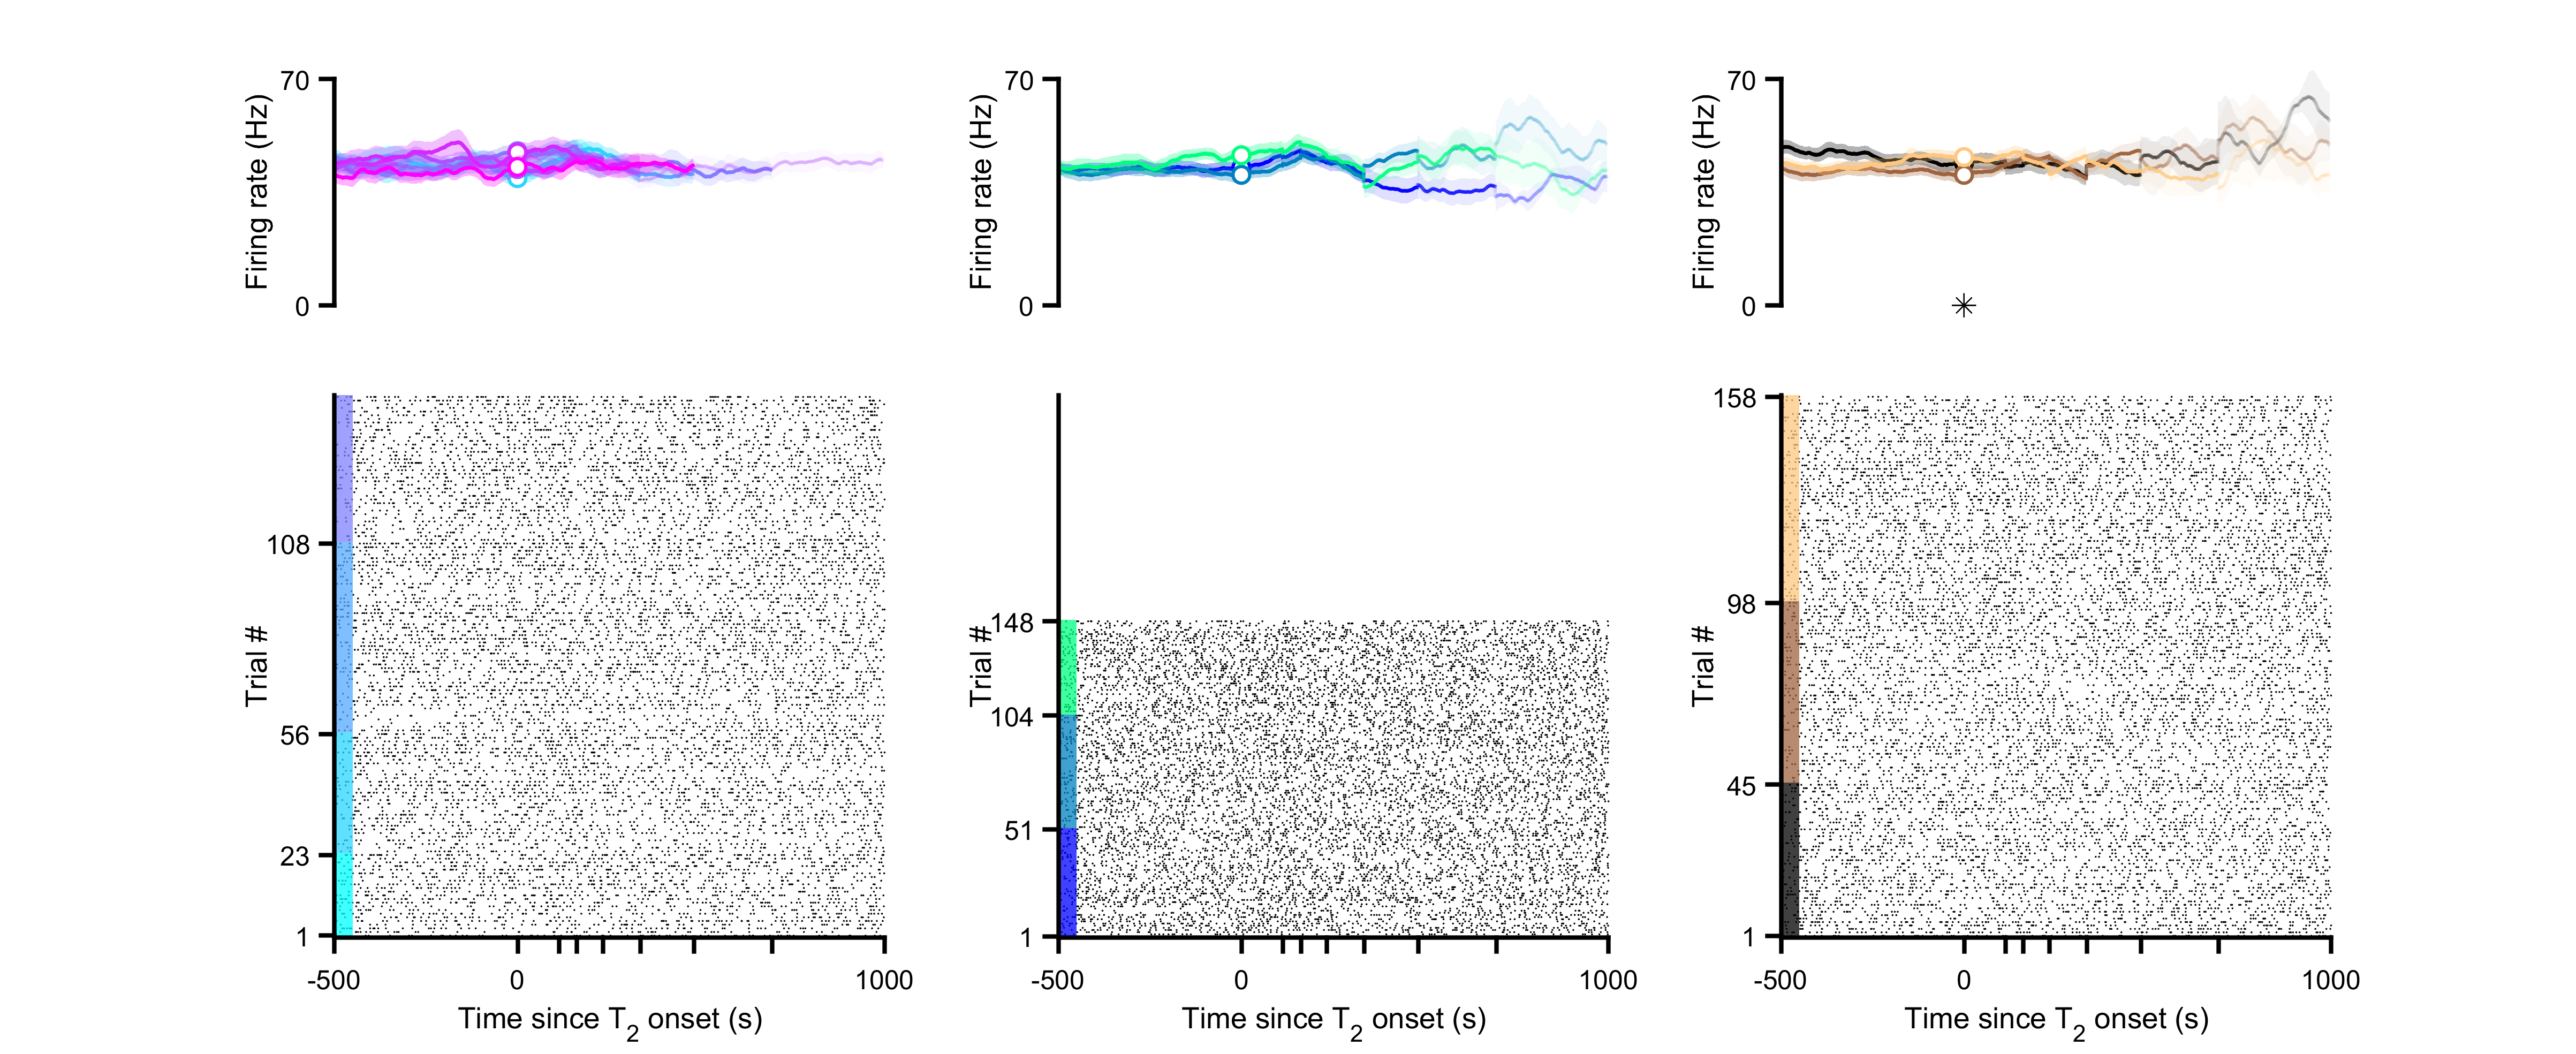 70
Firing rate (Hz)
0
70
Firing rate (Hz)
0
70
Firing rate (Hz)
0
108
56
23
1
Trial #
-500 0 1000
Time since T2 onset (s)
148
104
51
1
Trial #
-500 0 1000
Time since T2 onset (s)
158
98
45
1
Trial #
-500 0 1000
Time since T2 onset (s)